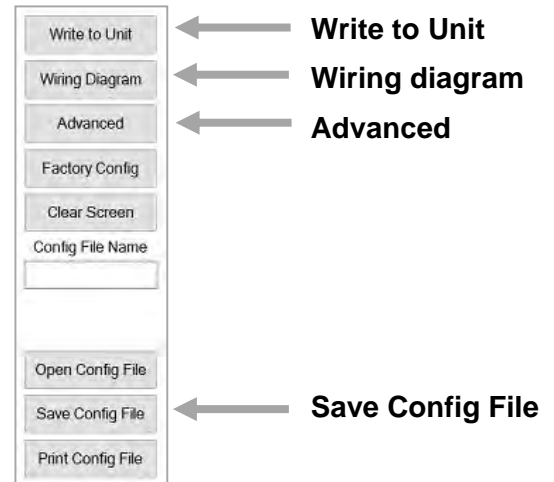 Write to Unit
Write to Unit
Wiring Diagram
Wiring diagram
Advanced
Advanced
Factory Config
Clear Screen
Config File Name
Open Config File
Save Config File
Save Config File
Print Config File